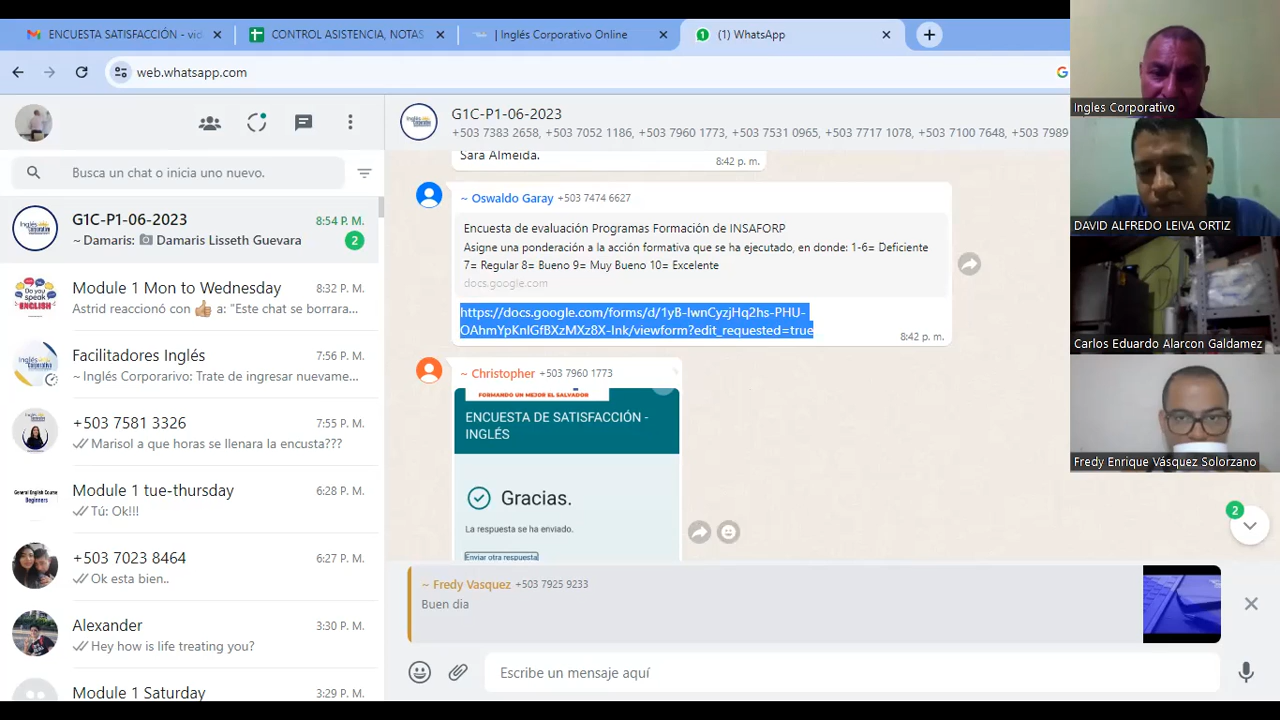 ENCUESTA SATISFACCIÓN - vid
CONTROL ASISTENCIA, NOTAS
| Inglés Corporativo Online
(1) WhatsApp
web.whatsapp.com
G1C-P1-06-2023
+503 7383 2658, +503 7052 1186, +503 7960 1773, +503 7531 0965, +503 7717 1078, +503 7100 7648, +503 7989
Busca un chat o inicia uno nuevo.
G1C-P1-06-2023
8:54 P. M.
~ Damaris: Damaris Lisseth Guevara
2
Module 1 Mon to Wednesday
8:32 P. M.
Astrid reaccionó con 👍 a: "Este chat se borrara...
Facilitadores Inglés
7:56 P. M.
~ Inglés Corporarivo: Trate de ingresar nuevame...
+503 7581 3326
7:55 P. M.
Marisol a que horas se llenara la encusta???
Module 1 tue-thursday
6:28 P. M.
Tú: Ok!!!
+503 7023 8464
6:27 P. M.
Ok esta bien..
Alexander
3:30 P. M.
Hey how is life treating you?
Module 1 Saturday
3:29 P. M.
Sara Almeida.
8:42 p. m.
~ Oswaldo Garay +503 7474 6627
Encuesta de evaluación Programas Formación de INSAFORP
Asigne una ponderación a la acción formativa que se ha ejecutado, en donde: 1-6= Deficiente
7= Regular 8= Bueno 9= Muy Bueno 10= Excelente
docs.google.com
https://docs.google.com/forms/d/1yB-IwnCyzjHq2hs-PHU-
OAhmYpKnIGfBXzMXz8X-Ink/viewform?edit_requested=true
8:42 p. m.
~ Christopher +503 7960 1773
FORMANDO UN MEJOR EL SALVADOR
ENCUESTA DE SATISFACCIÓN -
INGLÉS
Gracias.
La respuesta se ha enviado.
Enviar otra respuesta
2
~ Fredy Vasquez +503 7925 9233
Buen dia
Escribe un mensaje aquí
Ingles Corporativo
DAVID ALFREDO LEIVA ORTIZ
Carlos Eduardo Alarcon Galdamez
Fredy Enrique Vásquez Solorzano